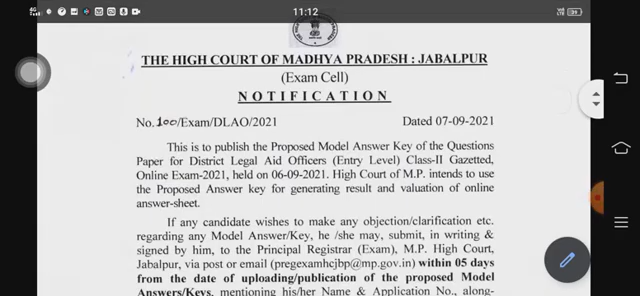 4G
11:12
THE HIGH COURT OF MADHYA PRADESH : JABALPUR
(Exam Cell)
NOTIFICATION
No.100/Exam/DLAO/2021 Dated 07-09-2021
This is to publish the Proposed Model Answer Key of the Questions
Paper for District Legal Aid Officers (Entry Level) Class-II Gazetted,
Online Exam-2021, held on 06-09-2021. High Court of M.P. intends to use
the Proposed Answer key for generating result and valuation of online
answer-sheet.
If any candidate wishes to make any objection/clarification etc.
regarding any Model Answer/Key, he /she may, submit, in writing &
signed by him, to the Principal Registrar (Exam), M.P. High Court,
Jabalpur, via post or email (pregexamhcjbp@mp.gov.in) within 05 days
from the date of uploading/publication of the proposed Model
Answers/Keys, mentioning his/her Name & Application No., along-